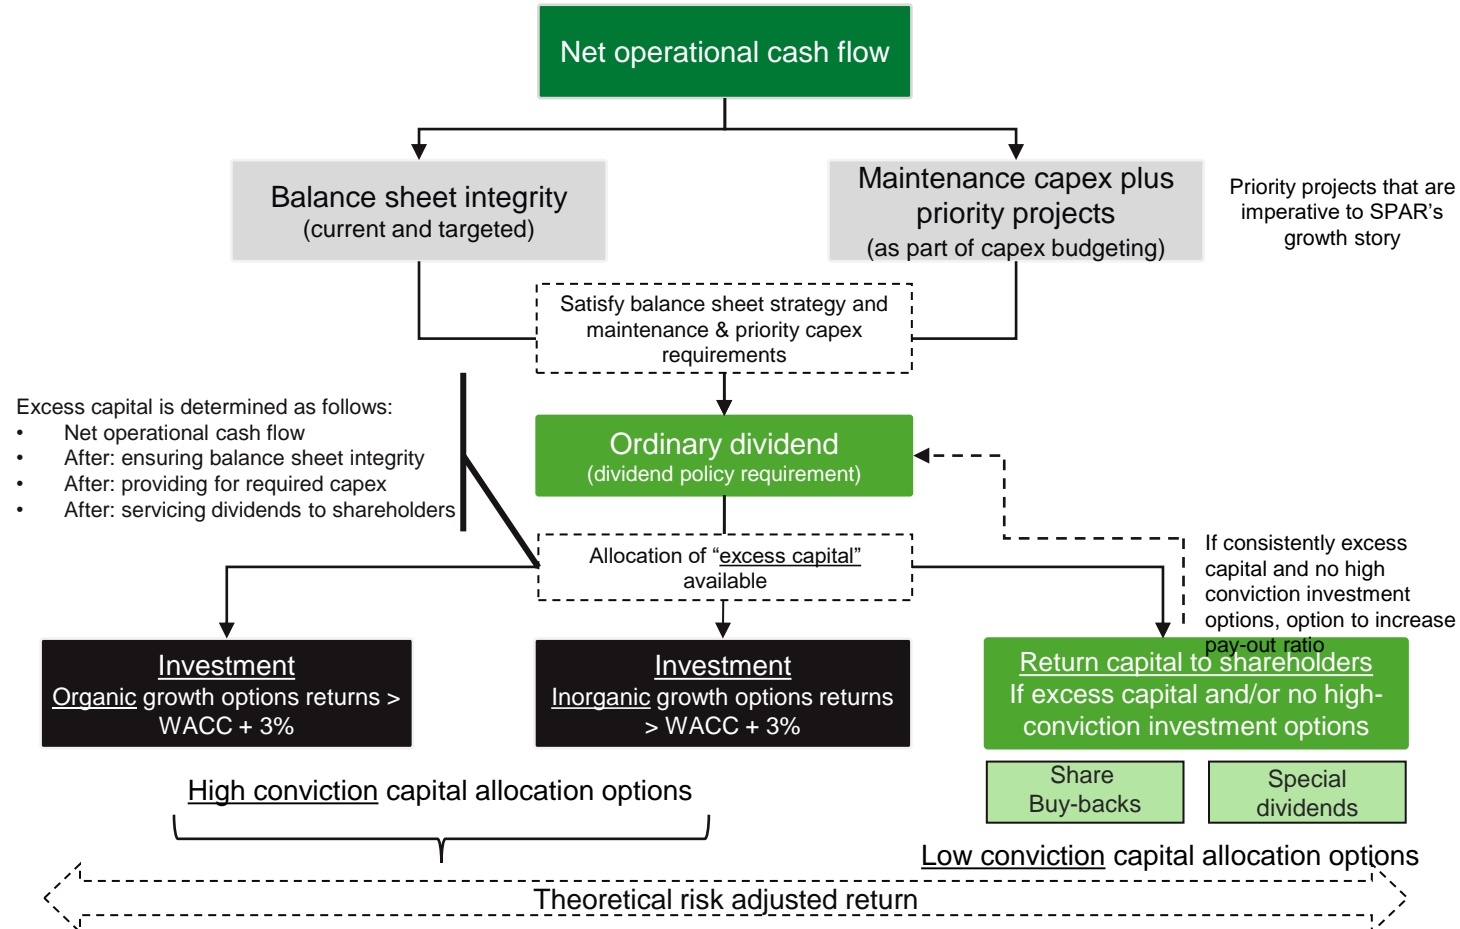 Net operational cash flow
Balance sheet integrity
(current and targeted)
Maintenance capex plus
priority projects
(as part of capex budgeting)
Priority projects that are
imperative to SPAR’s
growth story
Satisfy balance sheet strategy and
maintenance & priority capex
requirements
Excess capital is determined as follows:
• Net operational cash flow
• After: ensuring balance sheet integrity
• After: providing for required capex
• After: servicing dividends to shareholders
Ordinary dividend
(dividend policy requirement)
Allocation of “excess capital”
available
If consistently excess
capital and no high
conviction investment
options, option to increase
pay-out ratio
Investment
Organic growth options returns >
WACC + 3%
Investment
Inorganic growth options returns
> WACC + 3%
Return capital to shareholders
If excess capital and/or no high-
conviction investment options
Share
Buy-backs
Special
dividends
High conviction capital allocation options
Low conviction capital allocation options
Theoretical risk adjusted return